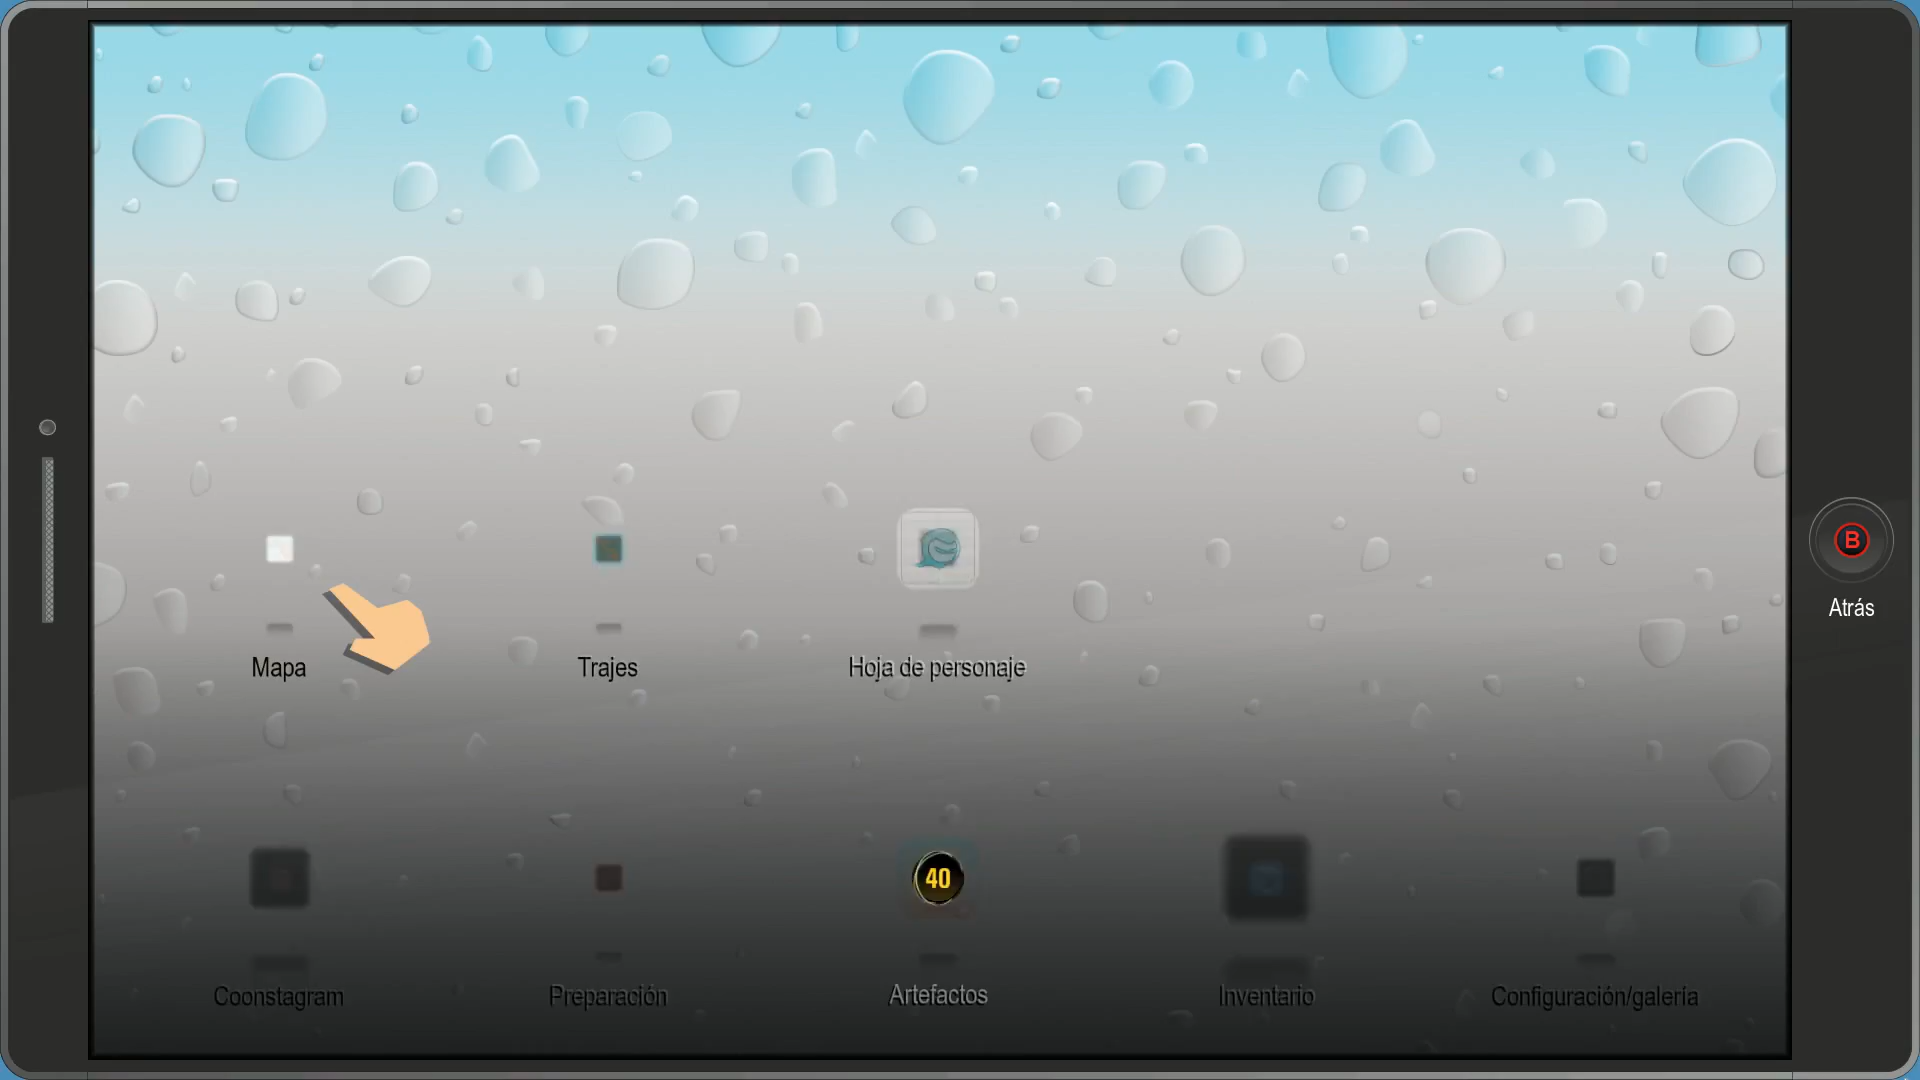 B
Atrás
Mapa
Trajes
Hoja de personaje
40
Coonstagram
Preparación
Artefactos
Inventario
Configuración/galería